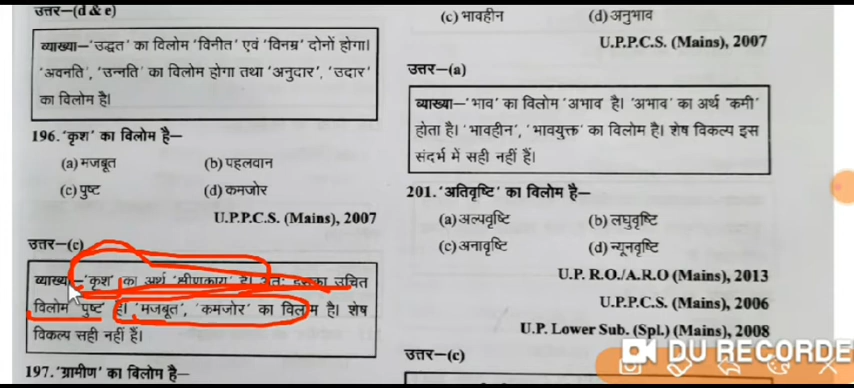 उत्तर–(d & e)
व्याख्या–'उद्धत' का विलोम 'विनीत' एवं 'विनम्र' दोनों होगा।
'अवनति', 'उन्नति' का विलोम होगा तथा 'अनुदार', 'उदार'
का विलोम है।
196. 'कृश' का विलोम है–
(a) मजबूत (b) पहलवान
(c) पुष्ट (d) कमजोर
U.P.P.C.S. (Mains), 2007
उत्तर–(c)
व्याख्या–'कृश' का अर्थ 'क्षीणकाय' है। अतः इसका उचित
विलोम 'पुष्ट' है। 'मजबूत', 'कमजोर' का विलोम है। शेष
विकल्प सही नहीं हैं।
197. 'ग्रामीण' का विलोम है–
(c) भावहीन (d) अनुभाव
U.P.P.C.S. (Mains), 2007
उत्तर–(a)
व्याख्या–'भाव' का विलोम 'अभाव' है। 'अभाव' का अर्थ 'कमी'
होता है। 'भावहीन', 'भावयुक्त' का विलोम है। शेष विकल्प इस
संदर्भ में सही नहीं हैं।
201. 'अतिवृष्टि' का विलोम है–
(a) अल्पवृष्टि (b) लघुवृष्टि
(c) अनावृष्टि (d) न्यूनवृष्टि
U.P. R.O./A.R.O (Mains), 2013
U.P.P.C.S. (Mains), 2006
U.P. Lower Sub. (Spl.) (Mains), 2008
उत्तर–(c)
DU RECORDE